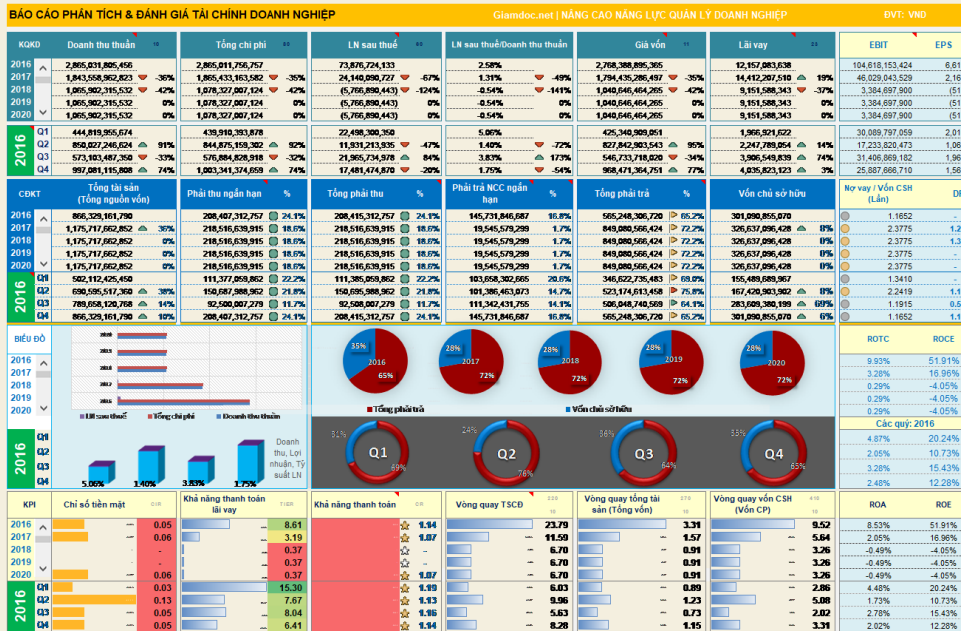 BÁO CÁO PHÂN TÍCH & ĐÁNH GIÁ TÀI CHÍNH DOANH NGHIỆP Giamdoc.net | NÂNG CAO NĂNG LỰC QUẢN LÝ DOANH NGHIỆP ĐVT: VND
KQKD Doanh thu thuần Tổng chi phí LN sau thuế LN sau thuế/Doanh thu thuần Giá vốn Lãi vay EBIT EPS
2016 2,865,031,805,456 2,865,011,756,757 73,876,724,133 2.58% 2,768,388,895,365 12,157,083,638 104,618,153,424
2017 1,843,558,962,823 -36% 1,865,433,163,582 -35% 24,140,090,727 -67% 1.31% -49% 1,794,435,286,497 -35% 14,412,207,510 19% 46,029,043,529
2018 1,065,902,315,532 -42% 1,078,327,007,124 -42% (5,766,890,443) -124% -0.54% -141% 1,040,646,464,265 -42% 9,151,588,343 -37% 3,384,697,900
2019 1,065,902,315,532 0% 1,078,327,007,124 0% (5,766,890,443) 0% -0.54% 0% 1,040,646,464,265 0% 9,151,588,343 0% 3,384,697,900
2020 1,065,902,315,532 0% 1,078,327,007,124 0% (5,766,890,443) 0% -0.54% 0% 1,040,646,464,265 0% 9,151,588,343 0% 3,384,697,900
2016
Q1 444,819,955,674 439,910,393,878 22,498,300,350 5.06% 425,340,909,051 1,966,921,622 30,089,797,059
Q2 850,027,246,624 91% 844,875,159,302 92% 11,931,213,935 -47% 1.40% -72% 827,842,903,543 95% 2,247,789,054 14% 17,233,820,473
Q3 573,103,487,350 -33% 576,884,828,918 -32% 21,965,734,978 84% 3.83% 173% 546,733,718,020 -34% 3,906,549,839 74% 31,406,869,182
Q4 997,081,115,808 74% 1,003,341,374,659 74% 17,481,474,870 -20% 1.75% -54% 968,471,364,751 77% 4,035,823,123 3% 25,887,666,710
CĐKT Tổng tài sản (Tổng nguồn vốn) Phải thu ngắn hạn % Tổng phải thu % Phải trả NCC ngắn hạn % Tổng phải trả % Vốn chủ sở hữu Nợ vay / Vốn CSH (Lần)
2016 866,329,161,790 208,407,312,757 24.1% 208,415,312,757 24.1% 145,731,846,687 16.8% 565,248,306,720 65.2% 301,090,855,070 1.1652 -
2017 1,175,717,662,852 36% 218,516,639,915 18.6% 218,516,639,915 18.6% 19,545,579,299 1.7% 849,080,566,424 72.2% 326,637,096,428 8% 2.3775
2018 1,175,717,662,852 0% 218,516,639,915 18.6% 218,516,639,915 18.6% 19,545,579,299 1.7% 849,080,566,424 72.2% 326,637,096,428 0% 2.3775
2019 1,175,717,662,852 0% 218,516,639,915 18.6% 218,516,639,915 18.6% 19,545,579,299 1.7% 849,080,566,424 72.2% 326,637,096,428 0% 2.3775 -
2020 1,175,717,662,852 0% 218,516,639,915 18.6% 218,516,639,915 18.6% 19,545,579,299 1.7% 849,080,566,424 72.2% 326,637,096,428 0% 2.3775 -
2016
Q1 502,112,425,450 111,377,059,862 22.2% 111,385,059,862 22.2% 103,658,302,665 20.6% 346,622,735,483 69.0% 155,489,689,967 1.3410 -
Q2 690,595,517,360 38% 150,687,988,962 21.8% 150,695,988,962 21.8% 101,386,463,073 14.7% 523,174,613,458 75.8% 167,420,903,902 8% 2.2419
Q3 789,658,120,768 14% 92,500,007,279 11.7% 92,508,007,279 11.7% 111,342,431,755 14.1% 506,048,740,569 64.1% 283,609,380,199 69% 1.1915
Q4 866,329,161,790 10% 208,407,312,757 24.1% 208,415,312,757 24.1% 145,731,846,687 16.8% 565,248,306,720 65.2% 301,090,855,070 6% 1.1652
BIỂU ĐỒ ROTC ROCE
2016 9.93% 51.91%
2017 3.28% 16.96%
2018 0.29% -4.05%
2019 0.29% -4.05%
2020 0.29% -4.05%
LN sau thuế Tổng chi phí Doanh thu thuần
35% 2016 65%
28% 2017 72%
28% 2018 72%
28% 2019 72%
28% 2020 72%
Tổng phải trả Vốn chủ sở hữu
Các quý: 2016
2016
Q1 4.87% 20.24%
Q2 2.05% 10.73%
Q3 3.28% 15.43%
Q4 2.48% 12.28%
5.06% 1.40% 3.83% 1.75%
Doanh thu, Lợi nhuận, Tỷ suất LN
31% Q1 69%
24% Q2 76%
Q3 64%
Q4 65%
KPI Chỉ số tiền mặt CIR Khả năng thanh toán lãi vay TIER Khả năng thanh toán CR Vòng quay TSCĐ Vòng quay tổng tài sản (Tổng vốn) Vòng quay vốn CSH (Vốn CP) ROA ROE
2016 0.05 8.61 1.14 23.79 3.31 9.52 8.53% 51.91%
2017 0.06 3.19 1.07 11.59 1.57 5.64 2.05% 16.96%
2018 - 0.37 - 6.70 0.91 3.26 -0.49% -4.05%
2019 - 0.37 - 6.70 0.91 3.26 -0.49% -4.05%
2020 0.06 0.37 1.07 6.70 0.91 3.26 -0.49% -4.05%
2016
Q1 0.03 15.30 1.19 6.03 0.89 2.86 4.48% 20.24%
Q2 0.13 7.67 1.13 9.96 1.23 5.08 1.73% 10.73%
Q3 0.05 8.04 1.16 5.63 0.73 2.02 2.78% 15.43%
Q4 0.05 6.41 1.14 8.28 1.15 3.31 2.02% 12.28%